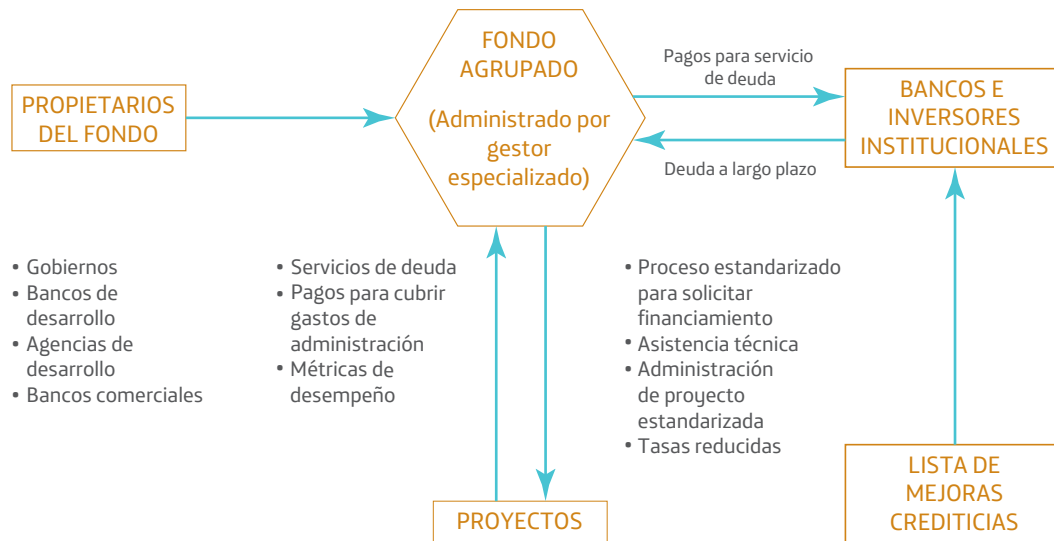 FONDO
AGRUPADO
(Administrado por
gestor
especializado)
PROPIETARIOS
DEL FONDO
Pagos para servicio
de deuda
Deuda a largo plazo
BANCOS E
INVERSORES
INSTITUCIONALES
• Gobiernos
• Bancos de
desarrollo
• Agencias de
desarrollo
• Bancos comerciales
• Servicios de deuda
• Pagos para cubrir
gastos de
administración
• Métricas de
desempeño
• Proceso estandarizado
para solicitar
financiamiento
• Asistencia técnica
• Administración
de proyecto
estandarizada
• Tasas reducidas
PROYECTOS
LISTA DE
MEJORAS
CREDITICIAS